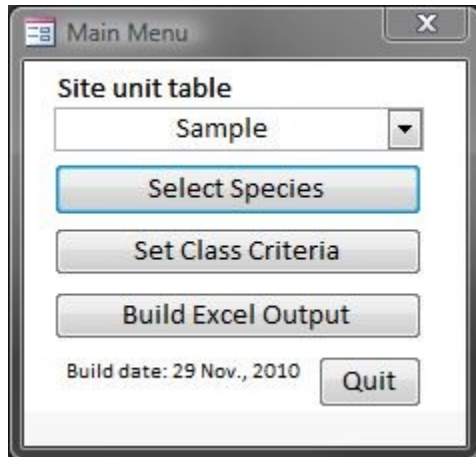 Main Menu
X
Site unit table
Sample
Select Species
Set Class Criteria
Build Excel Output
Build date: 29 Nov., 2010
Quit